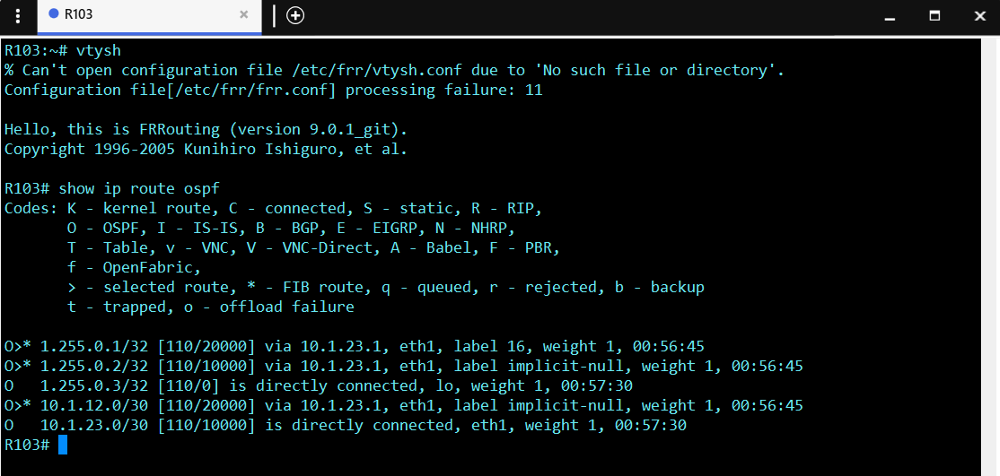 R103
R103:~# vtysh
% Can't open configuration file /etc/frr/vtysh.conf due to 'No such file or directory'.
Configuration file[/etc/frr/frr.conf] processing failure: 11
Hello, this is FRRouting (version 9.0.1_git).
Copyright 1996-2005 Kunihiro Ishiguro, et al.
R103# show ip route ospf
Codes: K - kernel route, C - connected, S - static, R - RIP,
       O - OSPF, I - IS-IS, B - BGP, E - EIGRP, N - NHRP,
       T - Table, v - VNC, V - VNC-Direct, A - Babel, F - PBR,
       f - OpenFabric,
       > - selected route, * - FIB route, q - queued, r - rejected, b - backup
       t - trapped, o - offload failure
O>* 1.255.0.1/32 [110/20000] via 10.1.23.1, eth1, label 16, weight 1, 00:56:45
O>* 1.255.0.2/32 [110/10000] via 10.1.23.1, eth1, label implicit-null, weight 1, 00:56:45
O   1.255.0.3/32 [110/0] is directly connected, lo, weight 1, 00:57:30
O>* 10.1.12.0/30 [110/20000] via 10.1.23.1, eth1, label implicit-null, weight 1, 00:56:45
O   10.1.23.0/30 [110/10000] is directly connected, eth1, weight 1, 00:57:30
R103#